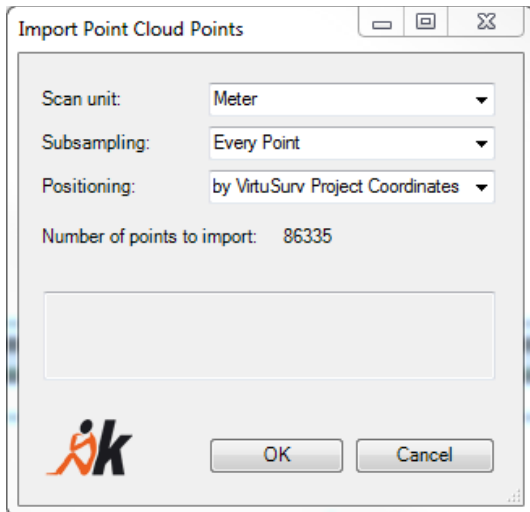 Import Point Cloud Points
Scan unit: Meter
Subsampling: Every Point
Positioning: by VirtuSurv Project Coordinates
Number of points to import: 86335
k
OK Cancel